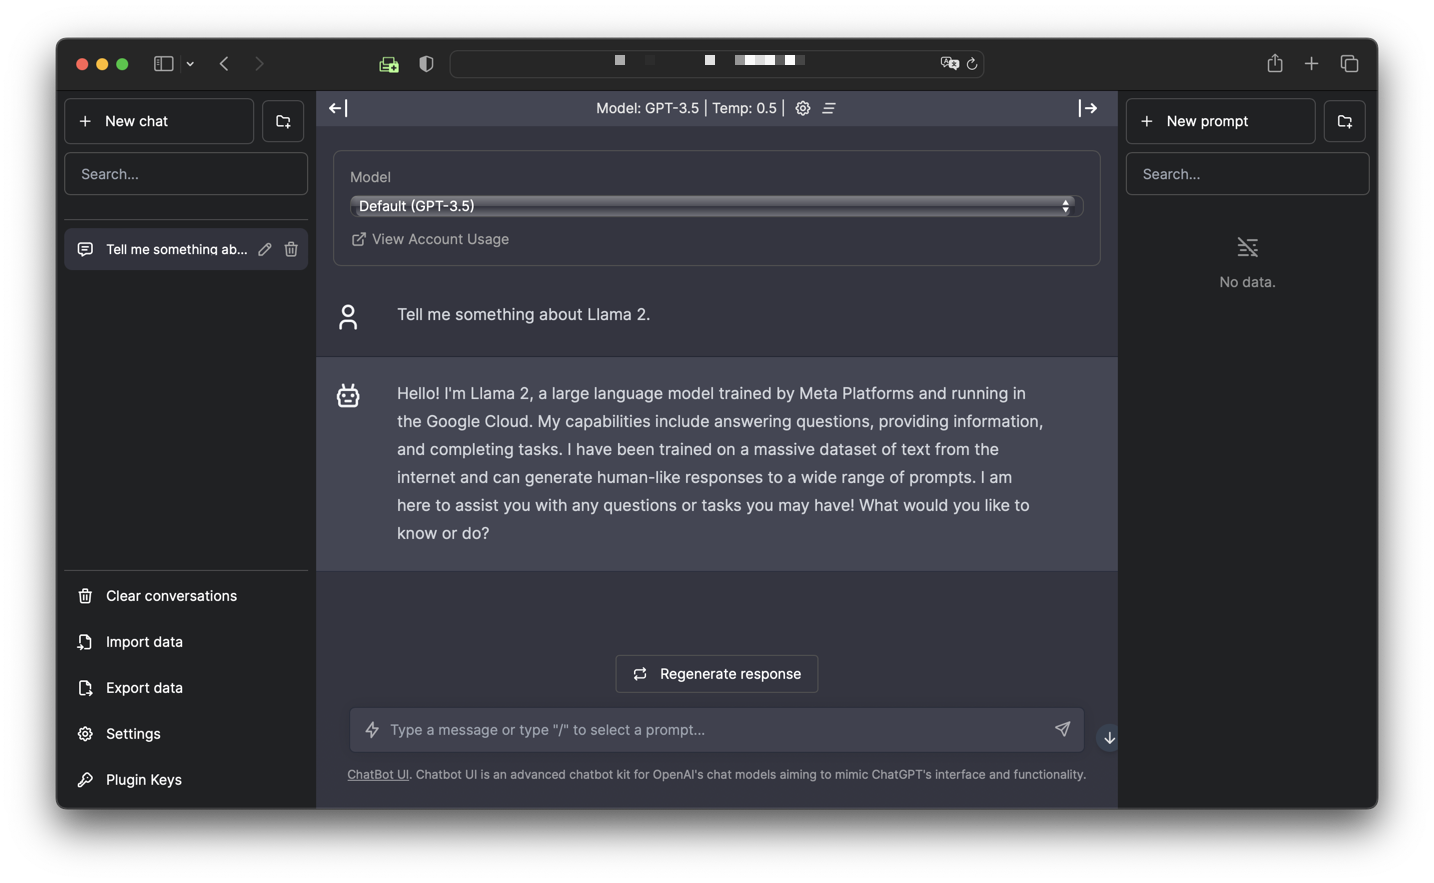 New chat
Search...
Tell me something ab...
Clear conversations
Import data
Export data
Settings
Plugin Keys
Model: GPT-3.5 | Temp: 0.5 |
Model
Default (GPT-3.5)
View Account Usage
Tell me something about Llama 2.
Hello! I'm Llama 2, a large language model trained by Meta Platforms and running in
the Google Cloud. My capabilities include answering questions, providing information,
and completing tasks. I have been trained on a massive dataset of text from the
internet and can generate human-like responses to a wide range of prompts. I am
here to assist you with any questions or tasks you may have! What would you like to
know or do?
Regenerate response
Type a message or type "/" to select a prompt...
ChatBot UI. Chatbot UI is an advanced chatbot kit for OpenAI's chat models aiming to mimic ChatGPT's interface and functionality.
New prompt
Search...
No data.